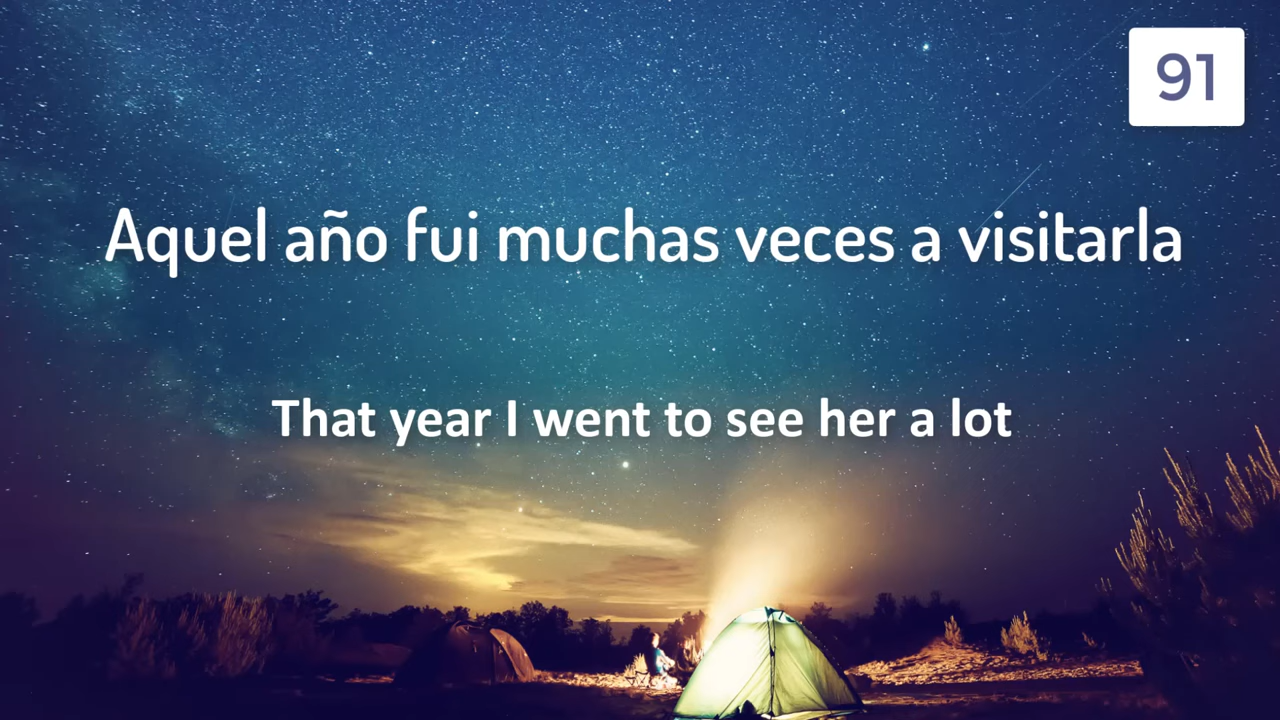 91
Aquel año fui muchas veces a visitarla
That year I went to see her a lot